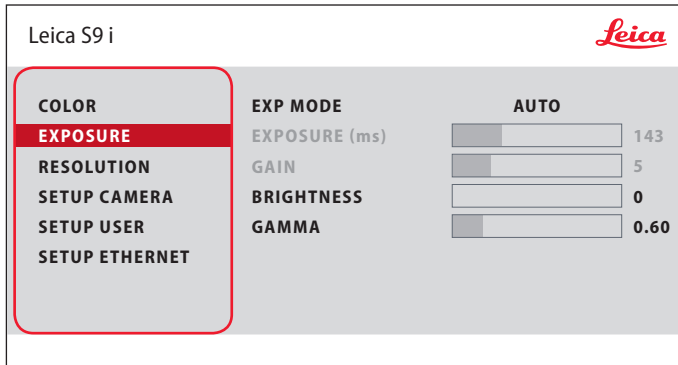 Leica S9 i
Leica
COLOR
EXPOSURE
RESOLUTION
SETUP CAMERA
SETUP USER
SETUP ETHERNET
EXP MODE AUTO
EXPOSURE (ms) 143
GAIN 5
BRIGHTNESS 0
GAMMA 0.60